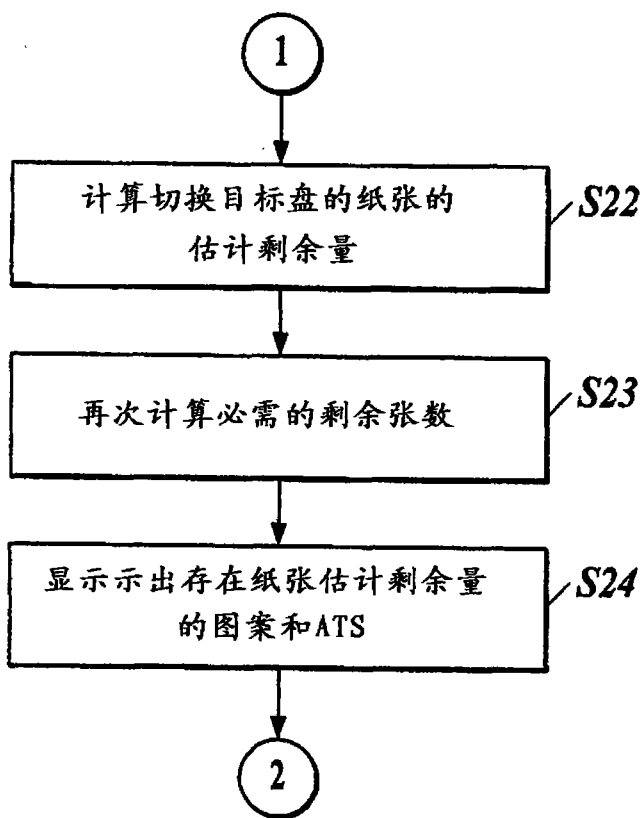 1
计算切换目标盘的纸张的
估计剩余量
S22
再次计算必需的剩余张数
S23
显示示出存在纸张估计剩余量
的图案和ATS
S24
2